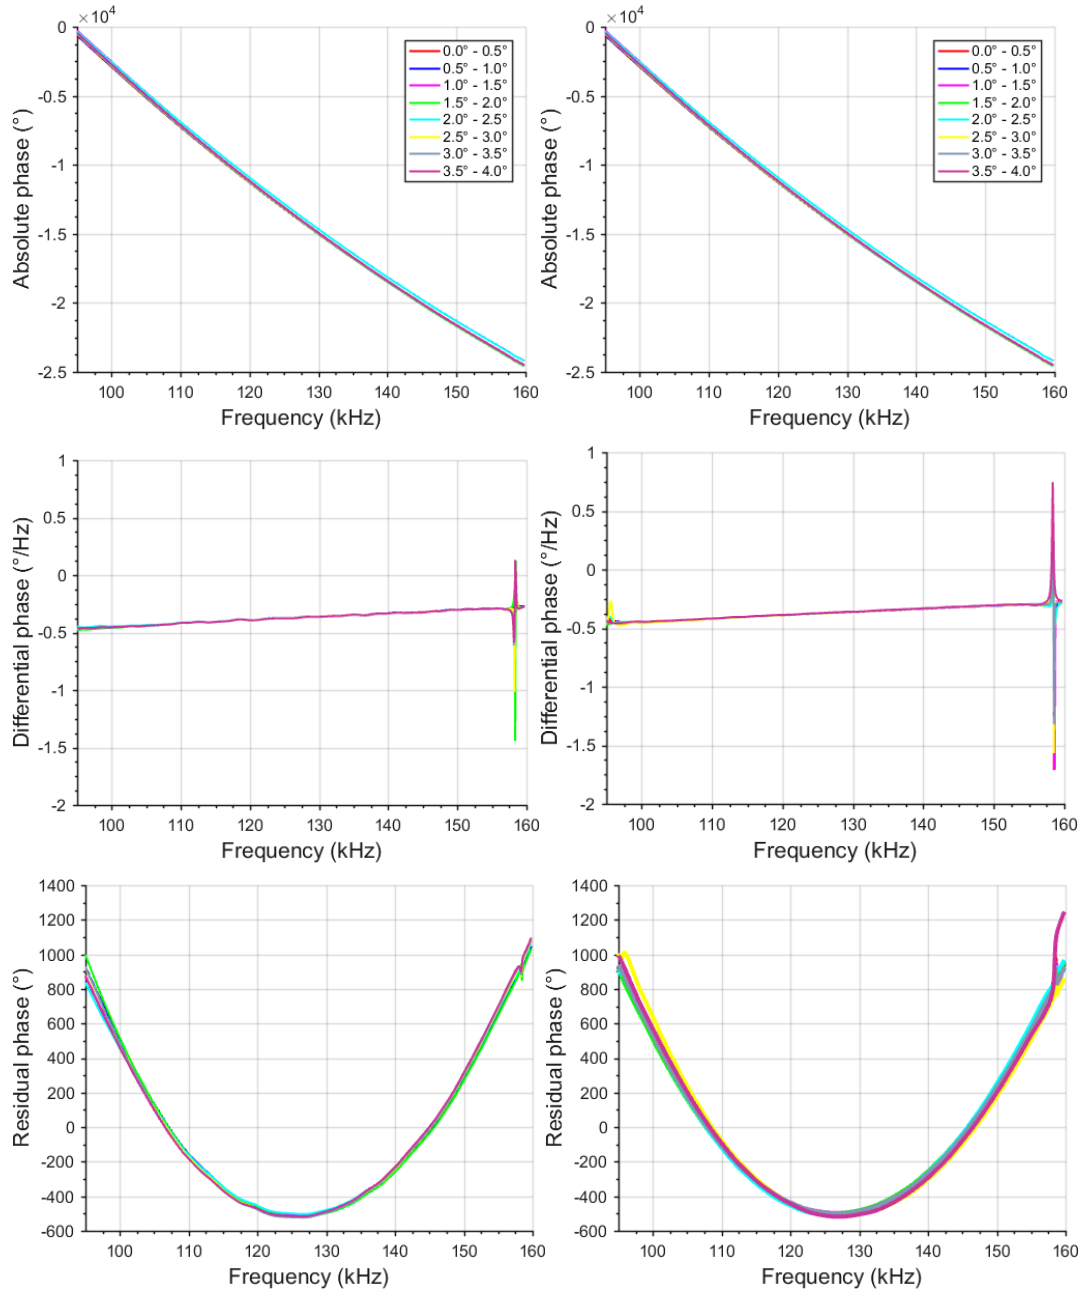 ×10⁴
0
-0.5
-1
-1.5
-2
-2.5
100 110 120 130 140 150 160
Frequency (kHz)
Absolute phase (°)
0.0° - 0.5°
0.5° - 1.0°
1.0° - 1.5°
1.5° - 2.0°
2.0° - 2.5°
2.5° - 3.0°
3.0° - 3.5°
3.5° - 4.0°
×10⁴
0
-0.5
-1
-1.5
-2
-2.5
100 110 120 130 140 150 160
Frequency (kHz)
Absolute phase (°)
0.0° - 0.5°
0.5° - 1.0°
1.0° - 1.5°
1.5° - 2.0°
2.0° - 2.5°
2.5° - 3.0°
3.0° - 3.5°
3.5° - 4.0°
1
0.5
0
-0.5
-1
-1.5
-2
100 110 120 130 140 150 160
Frequency (kHz)
Differential phase (°/Hz)
1
0.5
0
-0.5
-1
-1.5
-2
100 110 120 130 140 150 160
Frequency (kHz)
Differential phase (°/Hz)
1400
1200
1000
800
600
400
200
0
-200
-400
-600
100 110 120 130 140 150 160
Frequency (kHz)
Residual phase (°)
1400
1200
1000
800
600
400
200
0
-200
-400
-600
100 110 120 130 140 150 160
Frequency (kHz)
Residual phase (°)